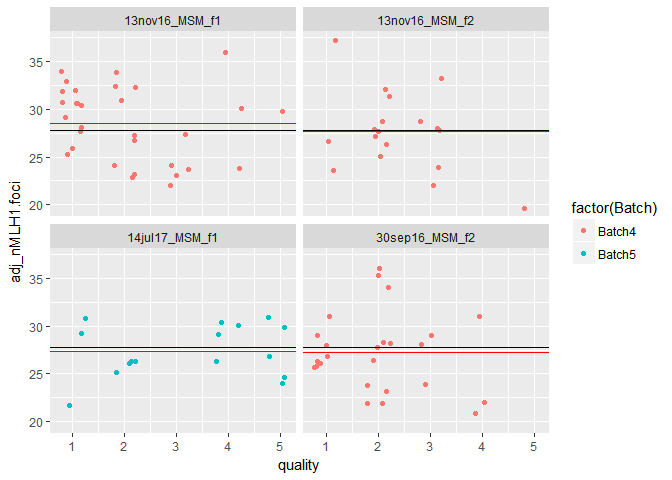 13nov16_MSM_f1
13nov16_MSM_f2
35
30
25
20
14jul17_MSM_f1
30sep16_MSM_f2
35
30
25
20
1 2 3 4 5
1 2 3 4 5
quality
adj_nMLH1.foci
factor(Batch)
Batch4
Batch5